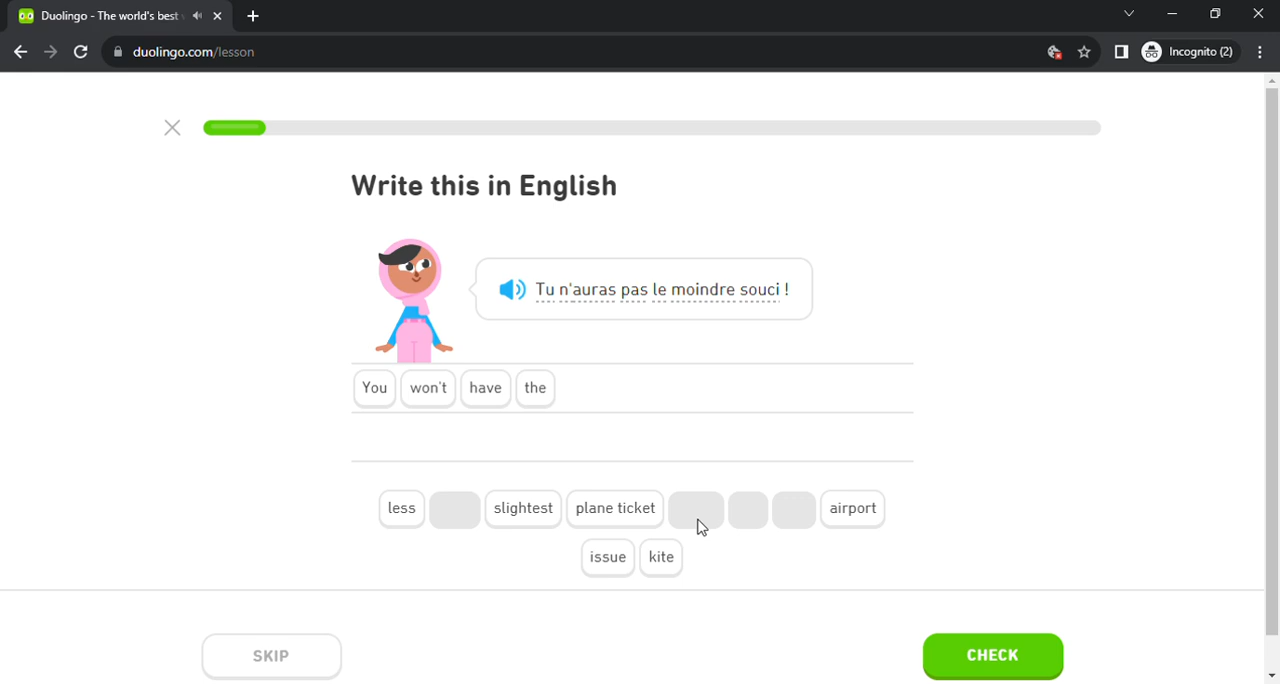 Duolingo - The world's best
duolingo.com/lesson
Incognito (2)
Write this in English
Tu n'auras pas le moindre souci !
You won't have the
less slightest plane ticket airport
issue kite
SKIP
CHECK